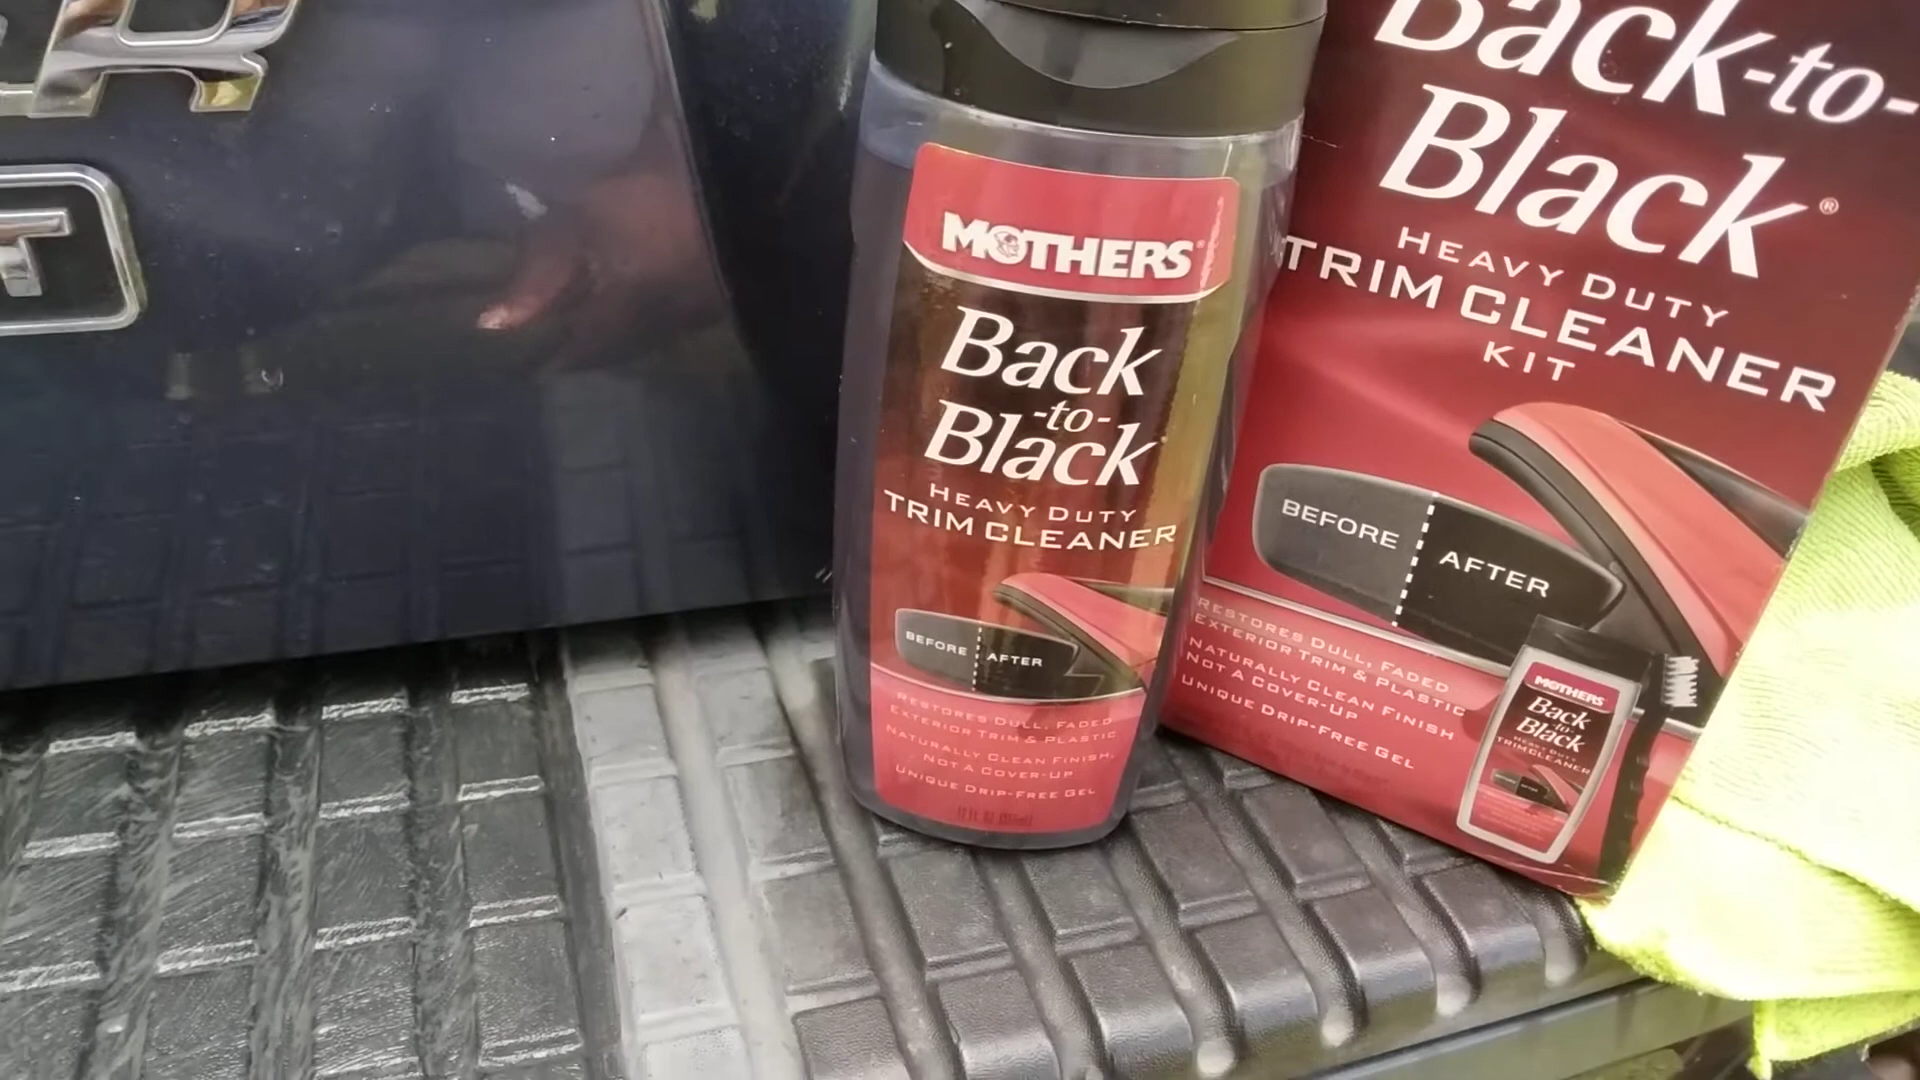 R
T
MOTHERS®
Back
-to-
Black
HEAVY DUTY
TRIM CLEANER
BEFORE
AFTER
RESTORES DULL, FADED
EXTERIOR TRIM & PLASTIC
NATURALLY CLEAN FINISH,
NOT A COVER-UP
UNIQUE DRIP-FREE GEL
Back-to-
Black®
HEAVY DUTY
TRIM CLEANER
KIT
BEFORE
AFTER
RESTORES DULL, FADED
EXTERIOR TRIM & PLASTIC
NATURALLY CLEAN FINISH
NOT A COVER-UP
UNIQUE DRIP-FREE GEL
MOTHERS
Back
-to-
Black
HEAVY DUTY
TRIM CLEANER